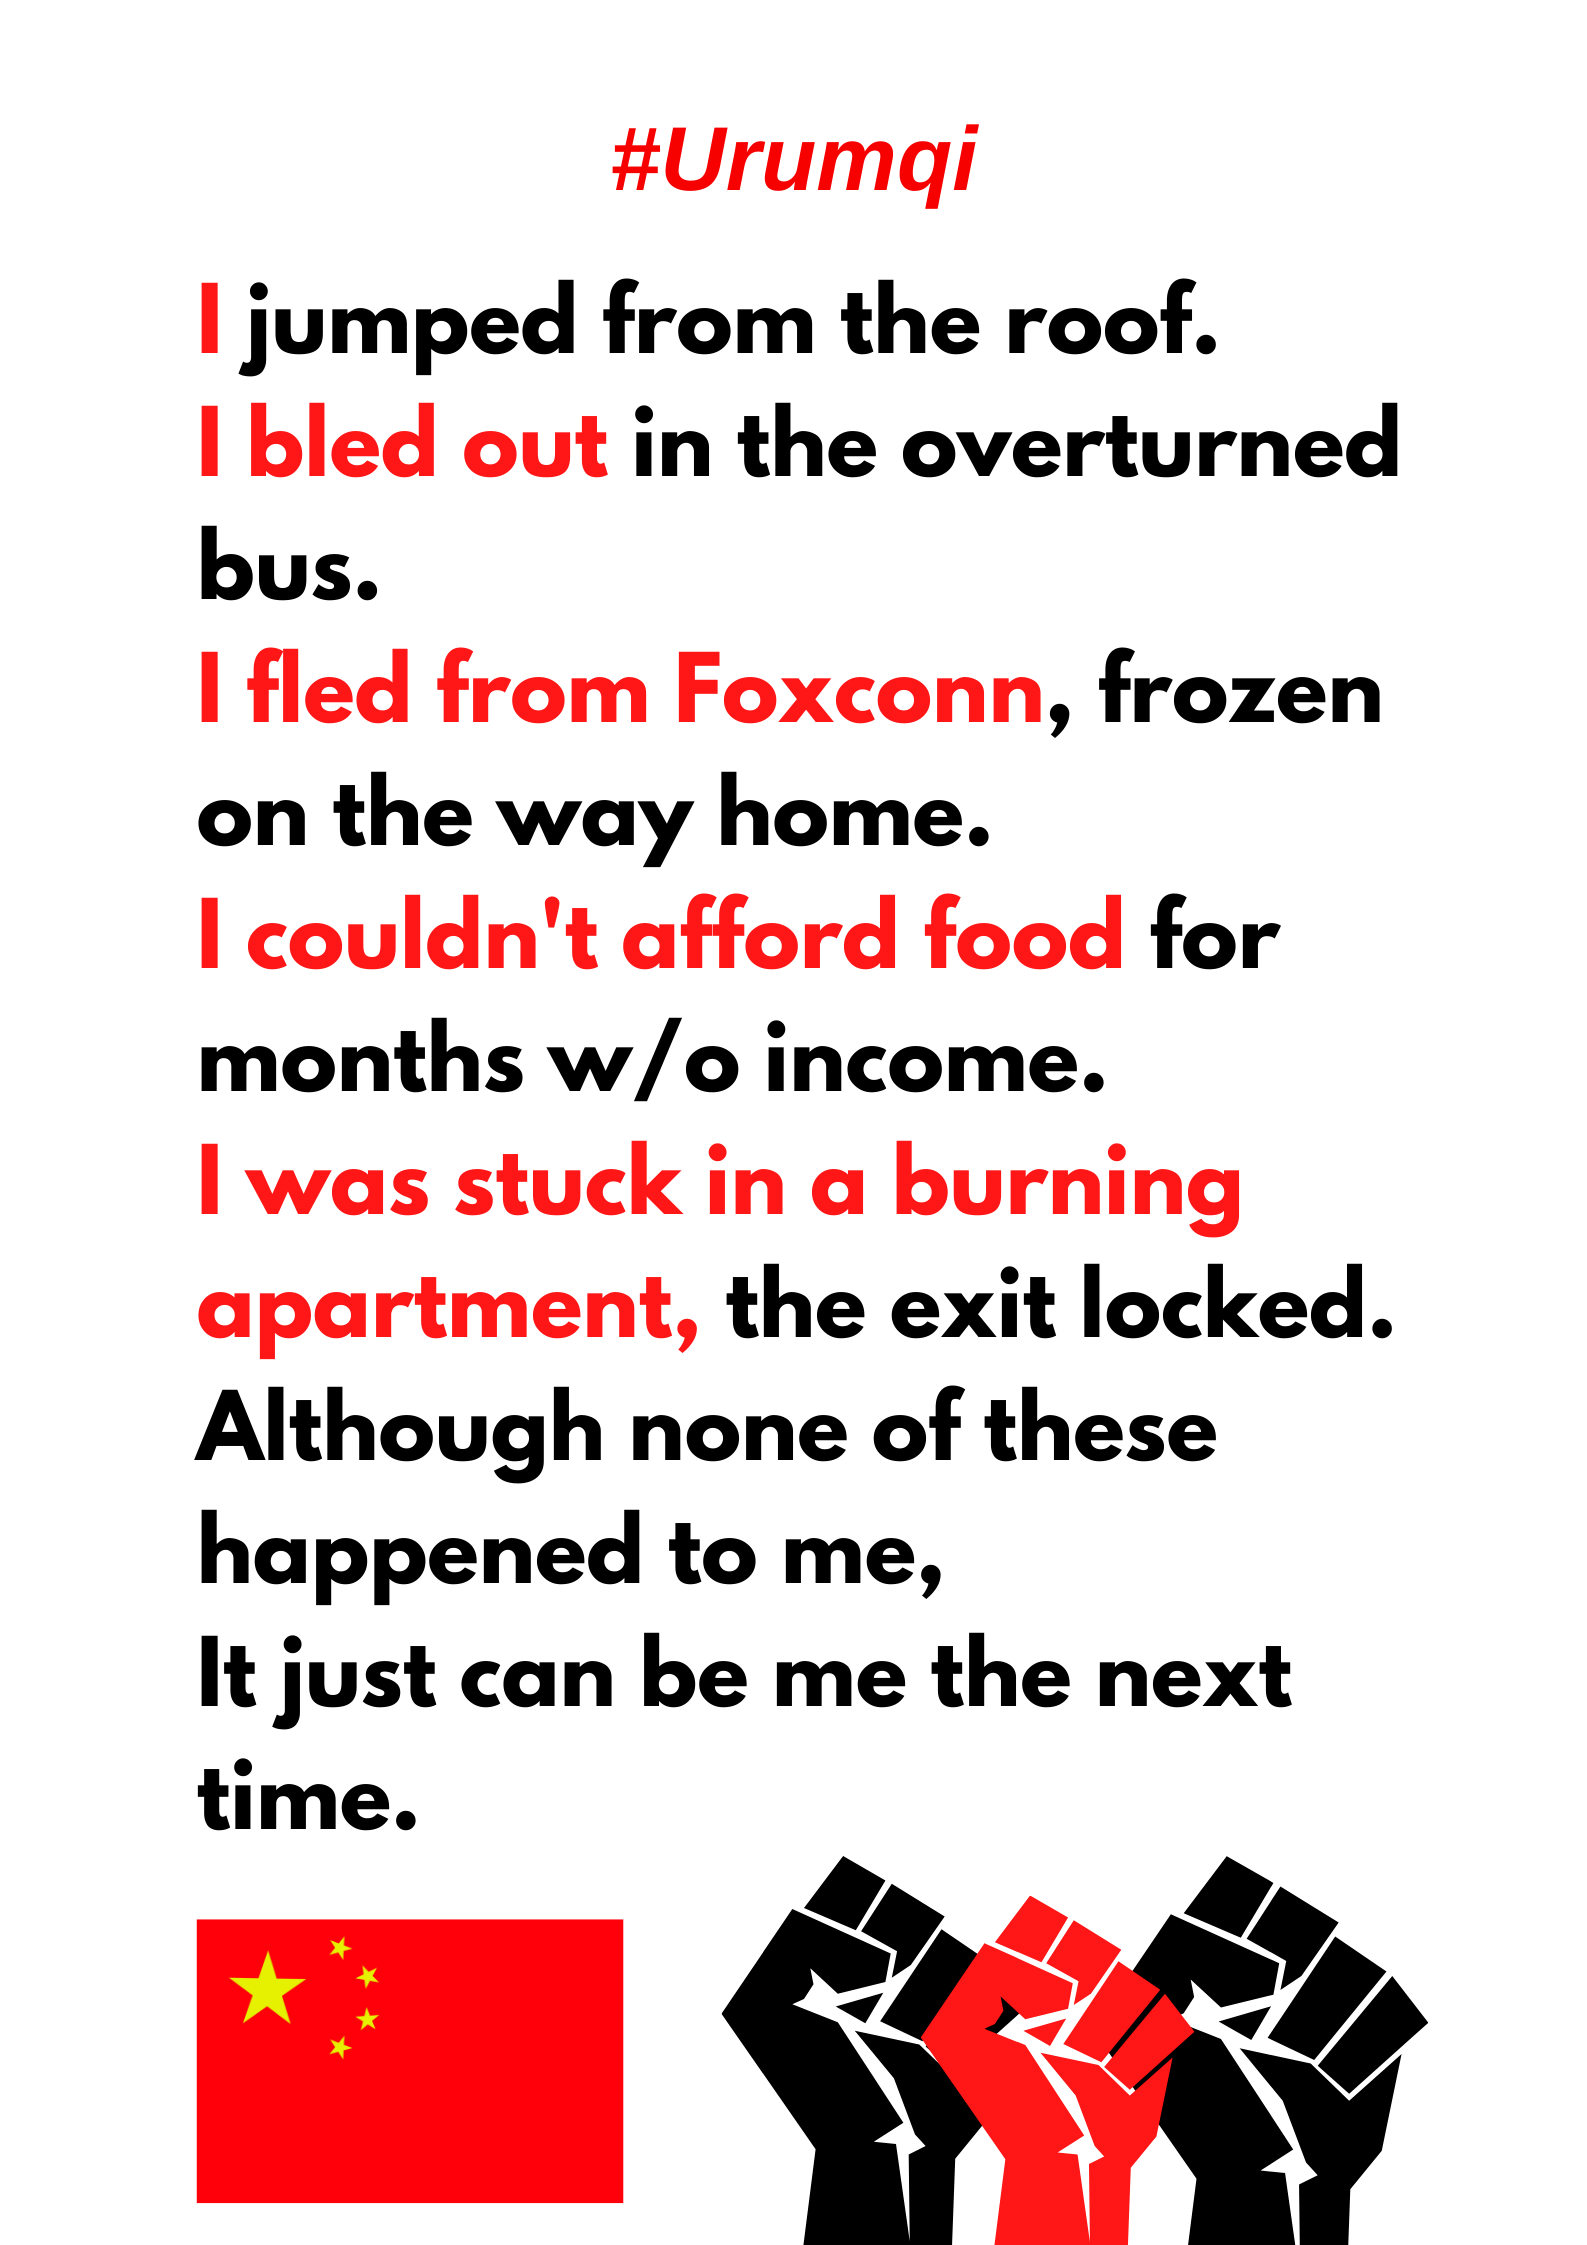 #Urumqi
I jumped from the roof.
I bled out in the overturned
bus.
I fled from Foxconn, frozen
on the way home.
I couldn't afford food for
months w/o income.
I was stuck in a burning
apartment, the exit locked.
Although none of these
happened to me,
It just can be me the next
time.